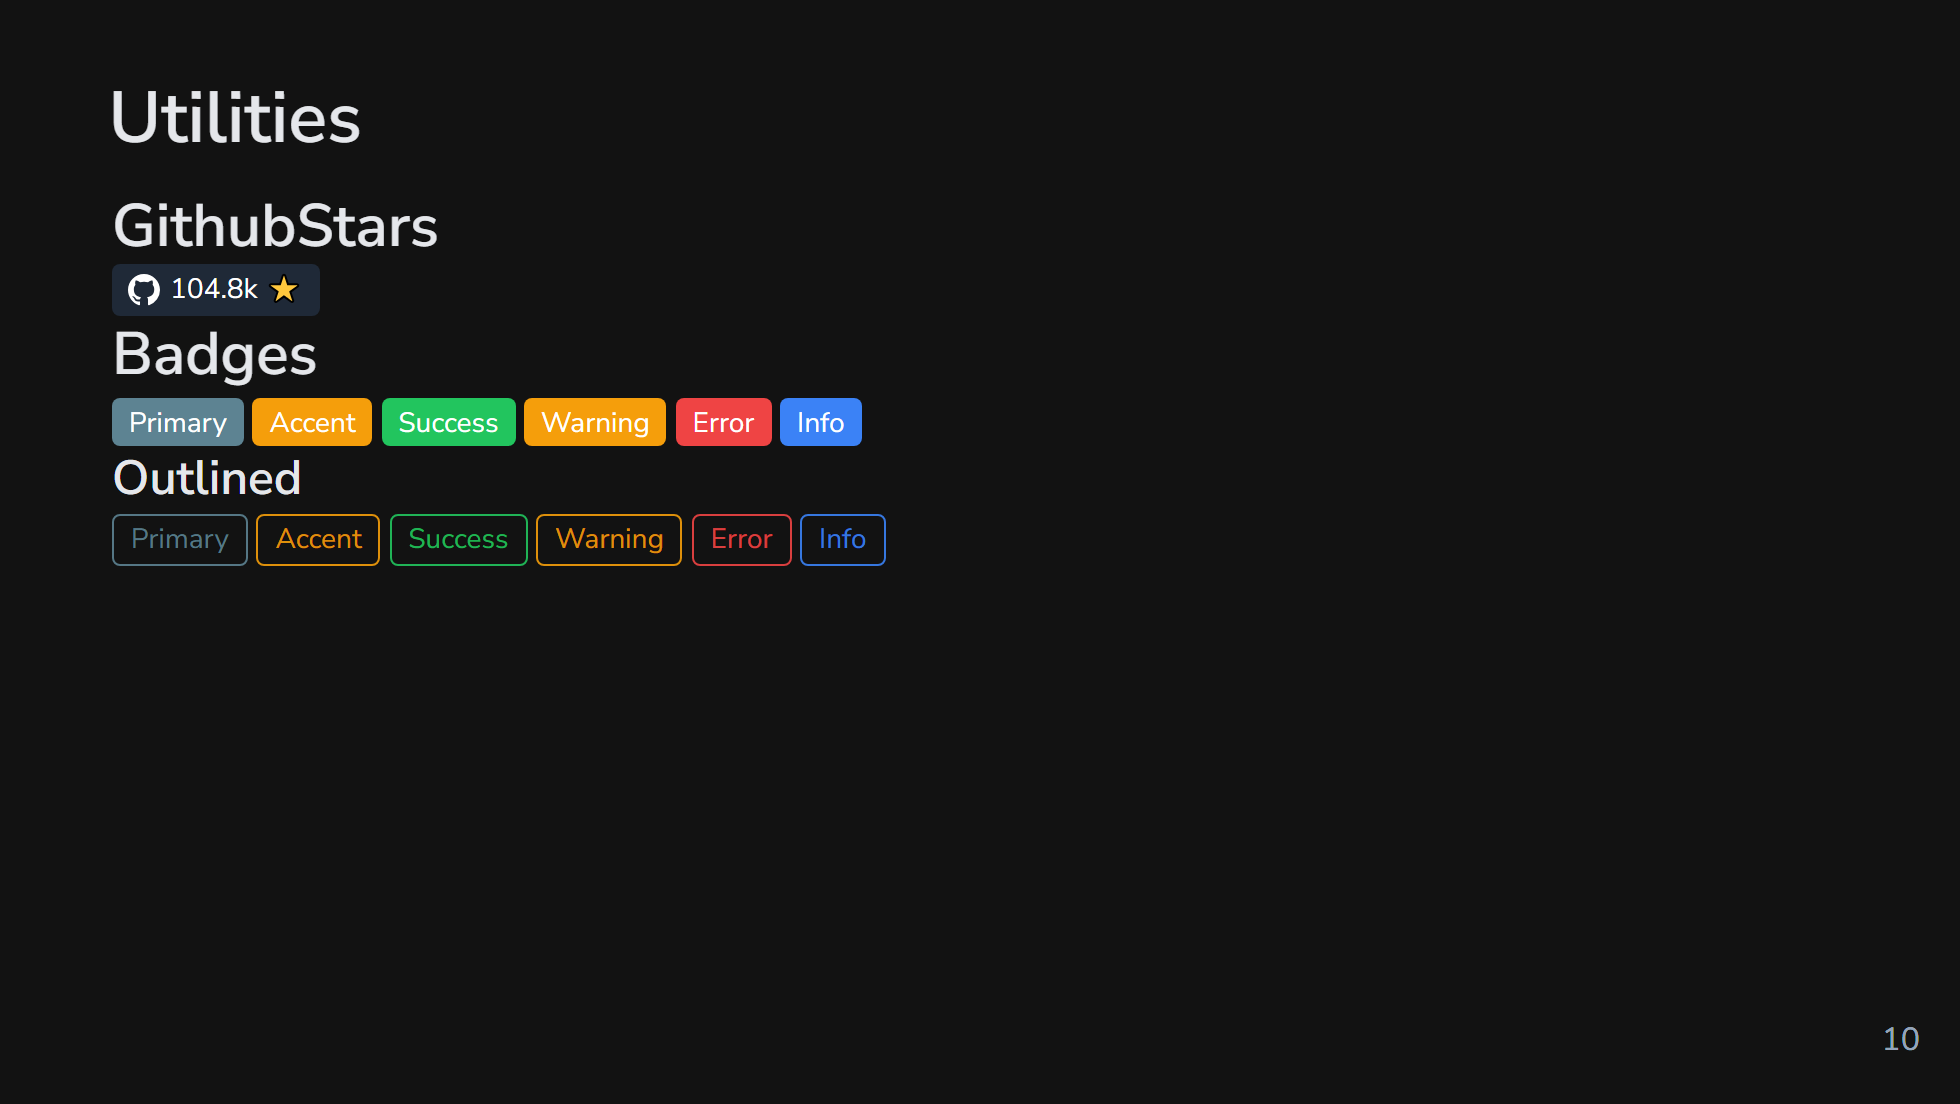 Utilities
GithubStars
104.8k
Badges
Primary Accent Success Warning Error Info
Outlined
Primary Accent Success Warning Error Info
10